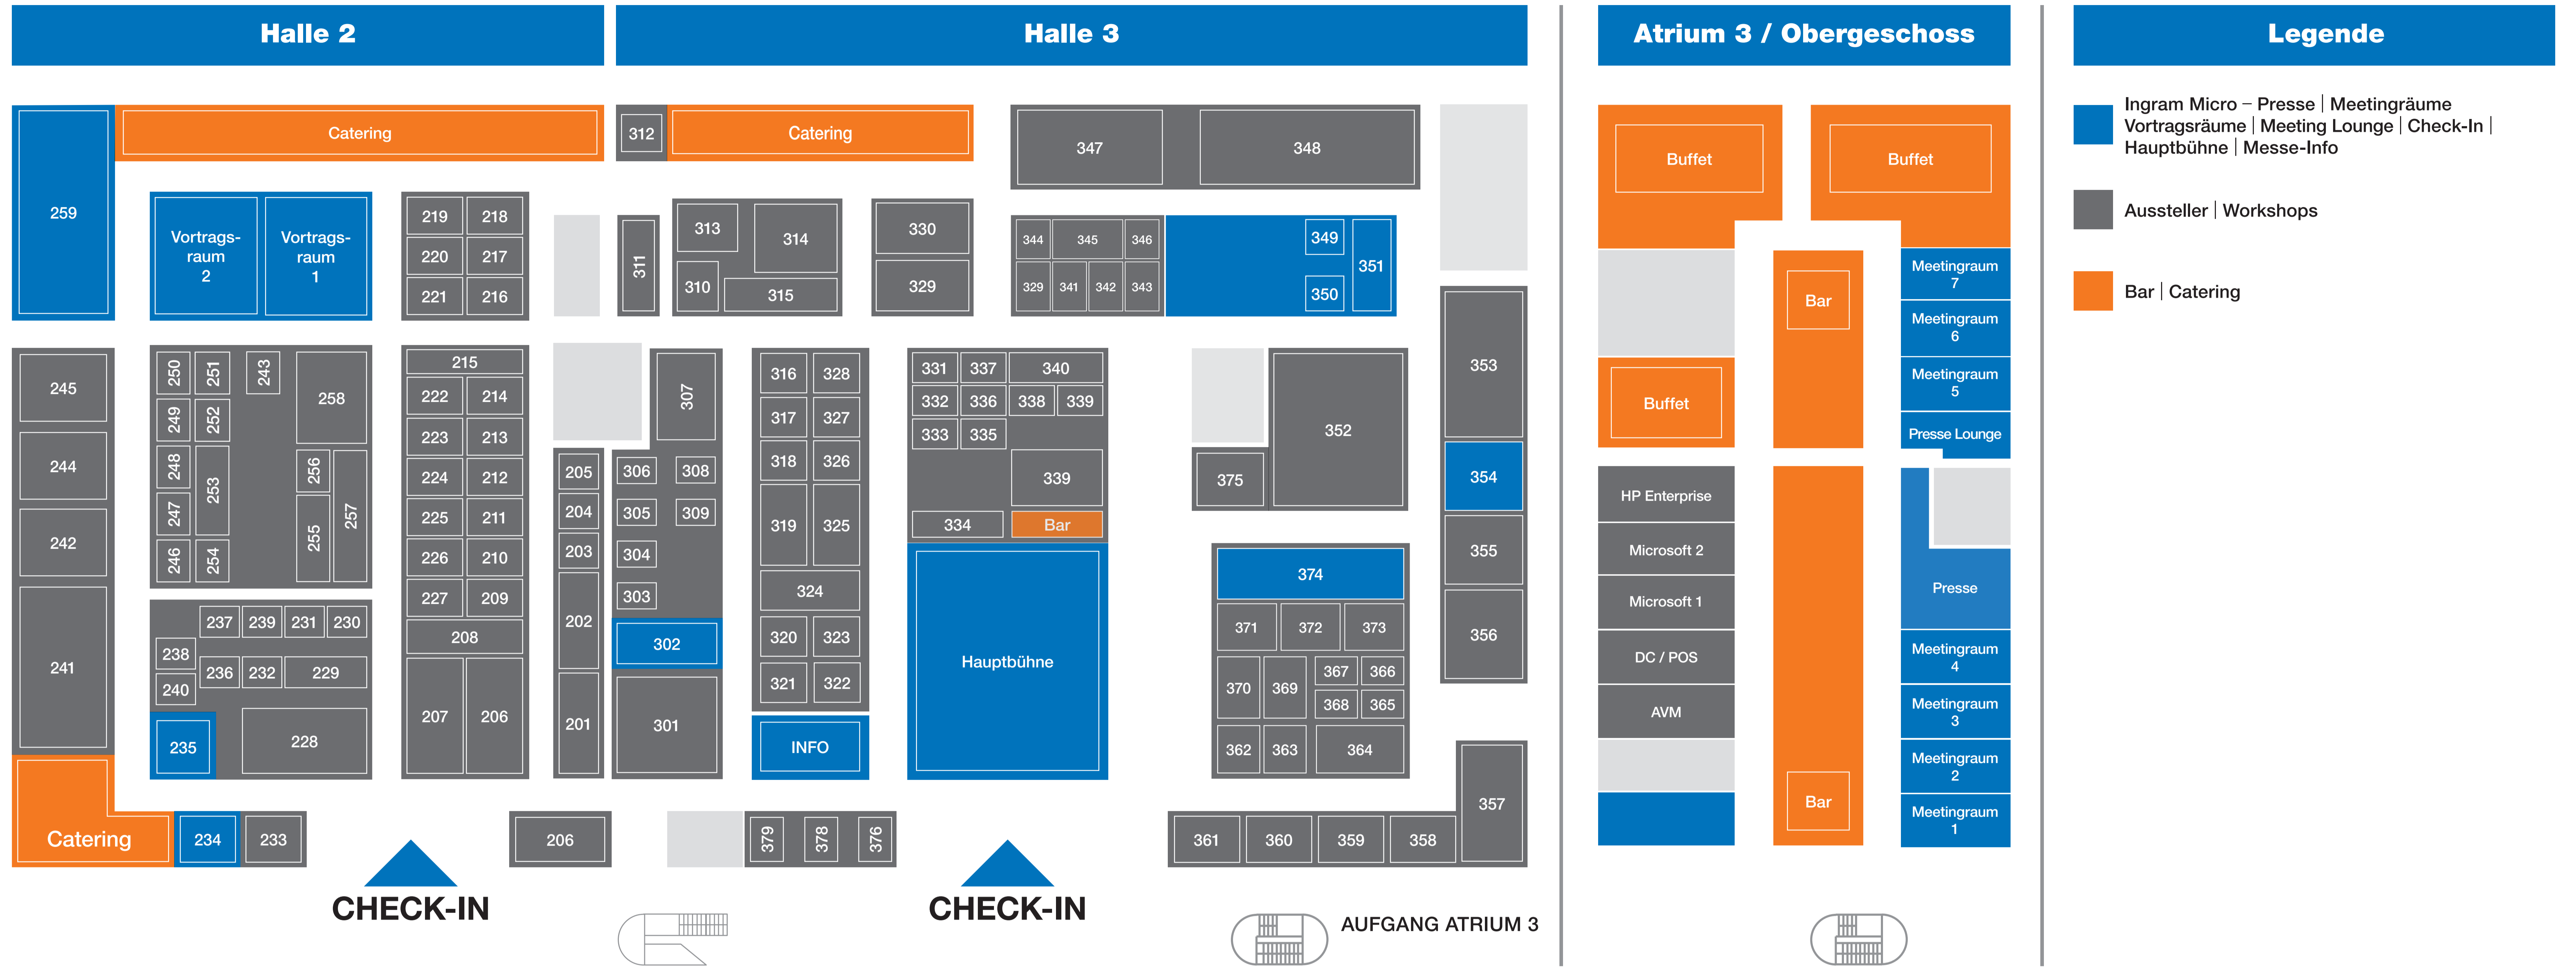 Halle 2
Halle 3
Atrium 3 / Obergeschoss
Legende
259
Catering
Vortrags-
raum
2
Vortrags-
raum
1
219 218
220 217
221 216
245
244
242
241
250 251 243 258
249 252
248 253 256 257
247 255
246 254
237 239 231 230
238
236 232 229
240
235 228
215
222 214
223 213
224 212
225 211
226 210
227 209
208
207 206
205
204
203
202
201
Catering
234 233
206
CHECK-IN
312
Catering
347 348
311
313 314
310 315
330
329
344 345 346
329 341 342 343
349
350
351
307
306 308
305 309
304
303
302
301
316 328
317 327
318 326
319 325
324
320 323
321 322
INFO
331 337 340
332 336 338 339
333 335
339
334 Bar
Hauptbühne
352
375
353
354
355
356
374
371 372 373
370 369 367 366
368 365
362 363 364
357
361 360 359 358
379 378 376
CHECK-IN
AUFGANG ATRIUM 3
Buffet
Buffet
Bar
Buffet
Meetingraum
7
Meetingraum
6
Meetingraum
5
Presse Lounge
HP Enterprise
Microsoft 2
Microsoft 1
DC / POS
AVM
Bar
Presse
Meetingraum
4
Meetingraum
3
Meetingraum
2
Meetingraum
1
Ingram Micro – Presse | Meetingräume
Vortragsräume | Meeting Lounge | Check-In |
Hauptbühne | Messe-Info
Aussteller | Workshops
Bar | Catering